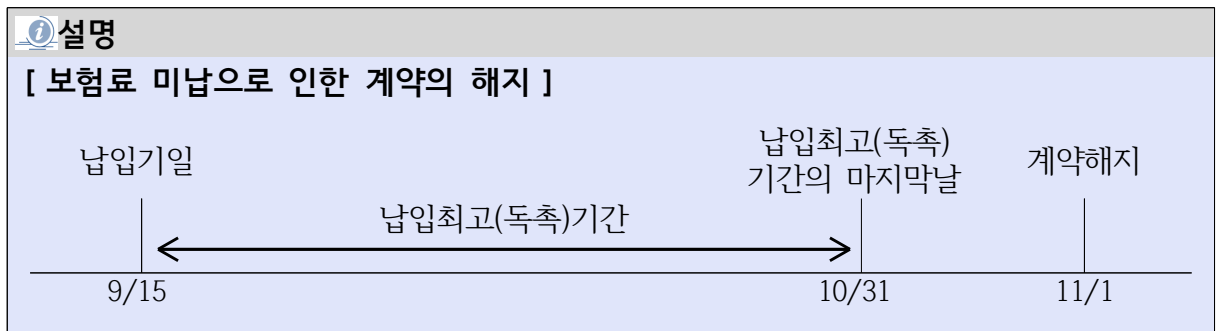 설명
[ 보험료 미납으로 인한 계약의 해지 ]
납입기일
납입최고(독촉)
기간의 마지막날
계약해지
납입최고(독촉)기간
9/15
10/31
11/1